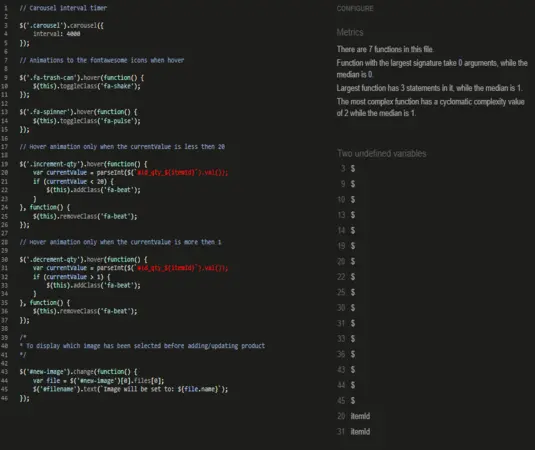 1 // Carousel interval timer
2
3 $('.carousel').carousel({
4 interval: 4000
5 });
6
7 // Animations to the fontAwesome icons when hover
8
9 $('.fa-trash-can').hover(function() {
10 $(this).toggleClass('fa-shake');
11 });
12
13 $('.fa-spinner').hover(function() {
14 $(this).toggleClass('fa-pulse');
15 });
16
17 // Hover animation only when the currentValue is less then 20
18
19 $('.increment-qty').hover(function() {
20 var currentValue = parseInt($(`#id_qty_${itemId}`).val());
21 if (currentValue < 20) {
22 $(this).addClass('fa-beat');
23 }
24 }, function() {
25 $(this).removeClass('fa-beat');
26 });
27
28 // Hover animation only when the currentValue is more then 1
29
30 $('.decrement-qty').hover(function() {
31 var currentValue = parseInt($(`#id_qty_${itemId}`).val());
32 if (currentValue > 1) {
33 $(this).addClass('fa-beat');
34 }
35 }, function() {
36 $(this).removeClass('fa-beat');
37 });
38
39 /*
40 * To display which image has been selected before adding/updating product
41 */
42
43 $('#new-image').change(function() {
44 var file = $('#new-image')[0].files[0];
45 $('#filename').text(`Image will be set to: ${file.name}`);
46 });
CONFIGURE
Metrics
There are 7 functions in this file.
Function with the largest signature take 0 arguments, while the
median is 0.
Largest function has 3 statements in it, while the median is 1.
The most complex function has a cyclomatic complexity value
of 2 while the median is 1.
Two undefined variables
3 $
9 $
10 $
13 $
14 $
19 $
20 $
22 $
25 $
30 $
31 $
33 $
36 $
43 $
44 $
45 $
20 itemId
31 itemId